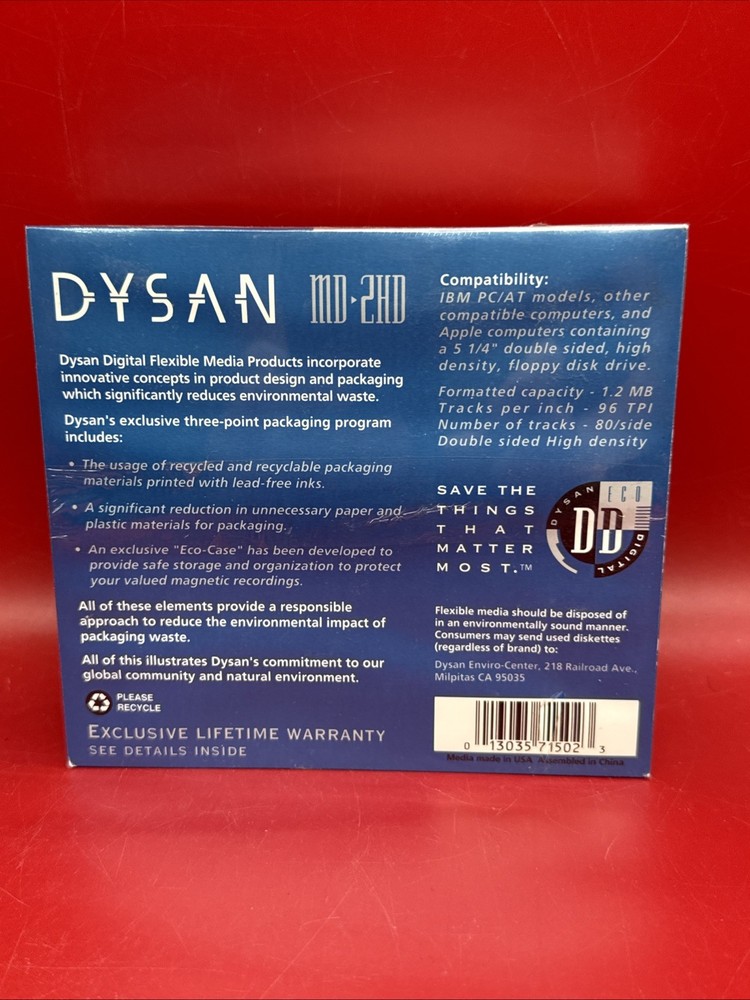 DYSAN MD▸2HD
Dysan Digital Flexible Media Products incorporate
innovative concepts in product design and packaging
which significantly reduces environmental waste.
Dysan's exclusive three-point packaging program
includes:
• The usage of recycled and recyclable packaging
materials printed with lead-free inks.
• A significant reduction in unnecessary paper and
plastic materials for packaging.
• An exclusive "Eco-Case" has been developed to
provide safe storage and organization to protect
your valued magnetic recordings.
All of these elements provide a responsible
approach to reduce the environmental impact of
packaging waste.
All of this illustrates Dysan's commitment to our
global community and natural environment.
PLEASE
RECYCLE
EXCLUSIVE LIFETIME WARRANTY
SEE DETAILS INSIDE
Compatibility:
IBM PC/AT models, other
compatible computers, and
Apple computers containing
a 5 1/4" double sided, high
density, floppy disk drive.
Formatted capacity - 1.2 MB
Tracks per inch - 96 TPI
Number of tracks - 80/side
Double sided High density
SAVE THE
THINGS
THAT
MATTER
MOST.™
DYSAN ECO
DD
DIGITAL
Flexible media should be disposed of
in an environmentally sound manner.
Consumers may send used diskettes
(regardless of brand) to:
Dysan Enviro-Center, 218 Railroad Ave.,
Milpitas CA 95035
0 13035 71502 3
Media made in USA Assembled in China